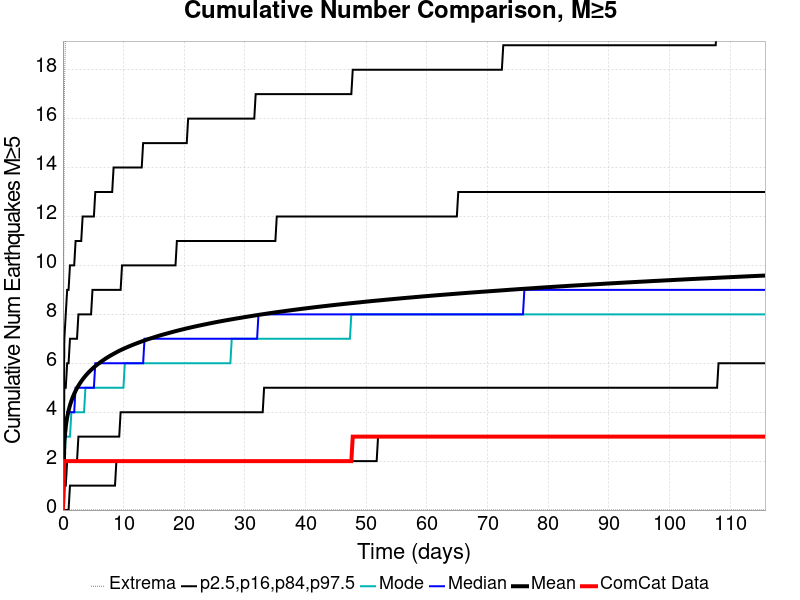 Cumulative Number Comparison, M≥5
Cumulative Num Earthquakes M≥5
18
16
14
12
10
8
6
4
2
0
0 10 20 30 40 50 60 70 80 90 100 110
Time (days)
Extrema p2.5,p16,p84,p97.5 Mode Median Mean ComCat Data